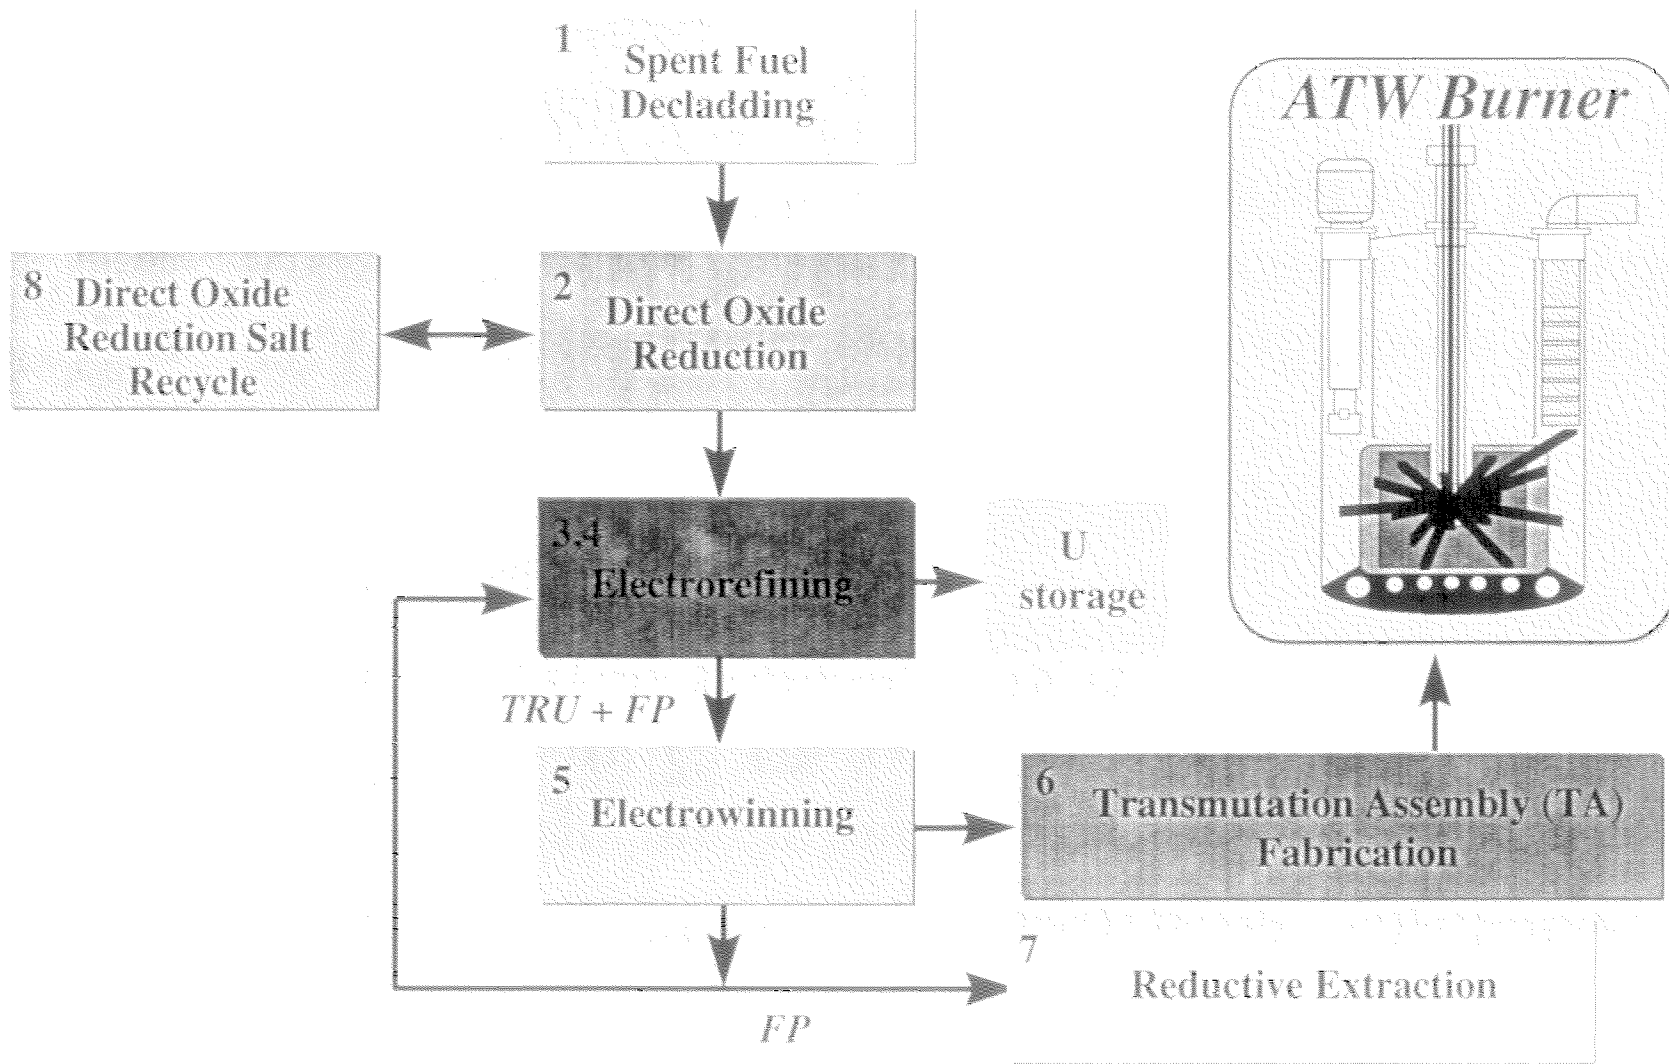 1
Spent Fuel
Decladding
ATW Burner
8
Direct Oxide
Reduction Salt
Recycle
2
Direct Oxide
Reduction
3.4
Electrorefining
U
storage
TRU + FP
5
Electrowinning
6
Transmutation Assembly (TA)
Fabrication
7
Reductive Extraction
FP